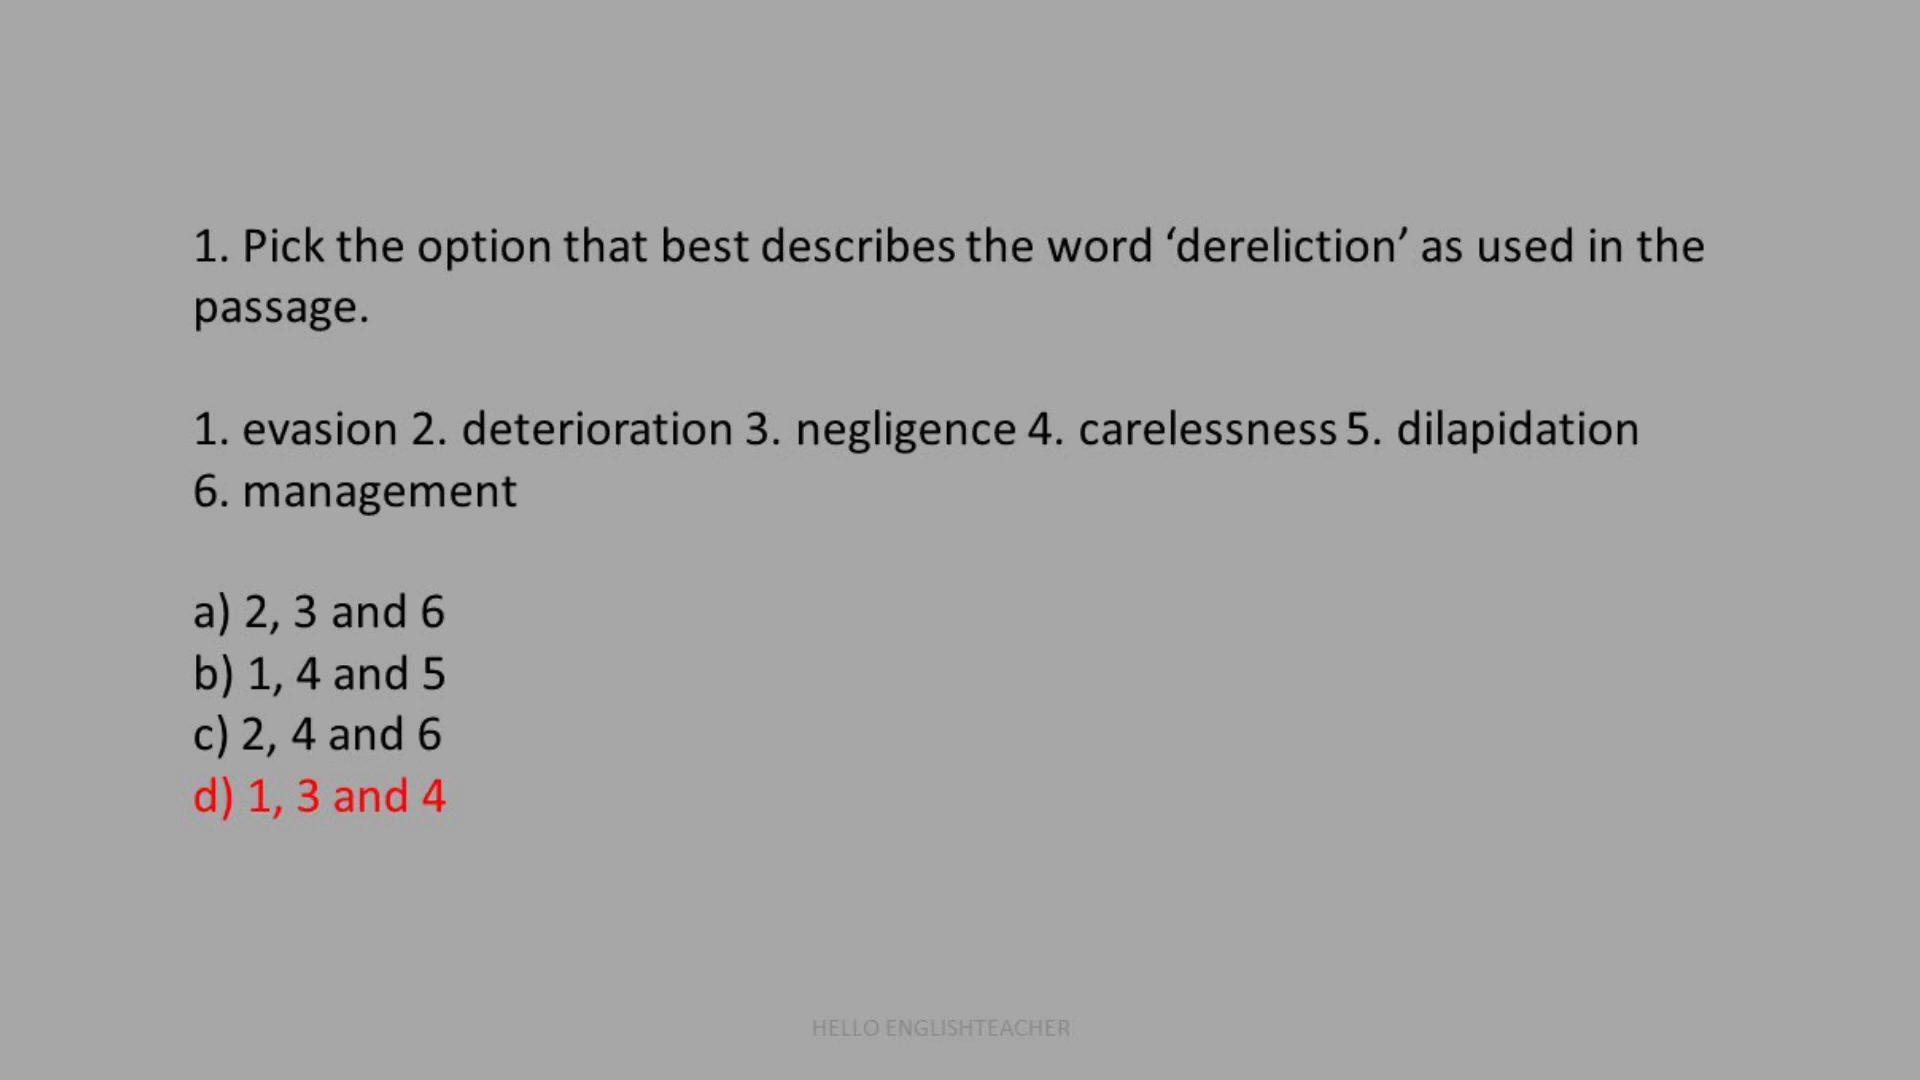 1. Pick the option that best describes the word ‘dereliction’ as used in the
passage.
1. evasion 2. deterioration 3. negligence 4. carelessness 5. dilapidation
6. management
a) 2, 3 and 6
b) 1, 4 and 5
c) 2, 4 and 6
d) 1, 3 and 4
HELLO ENGLISHTEACHER